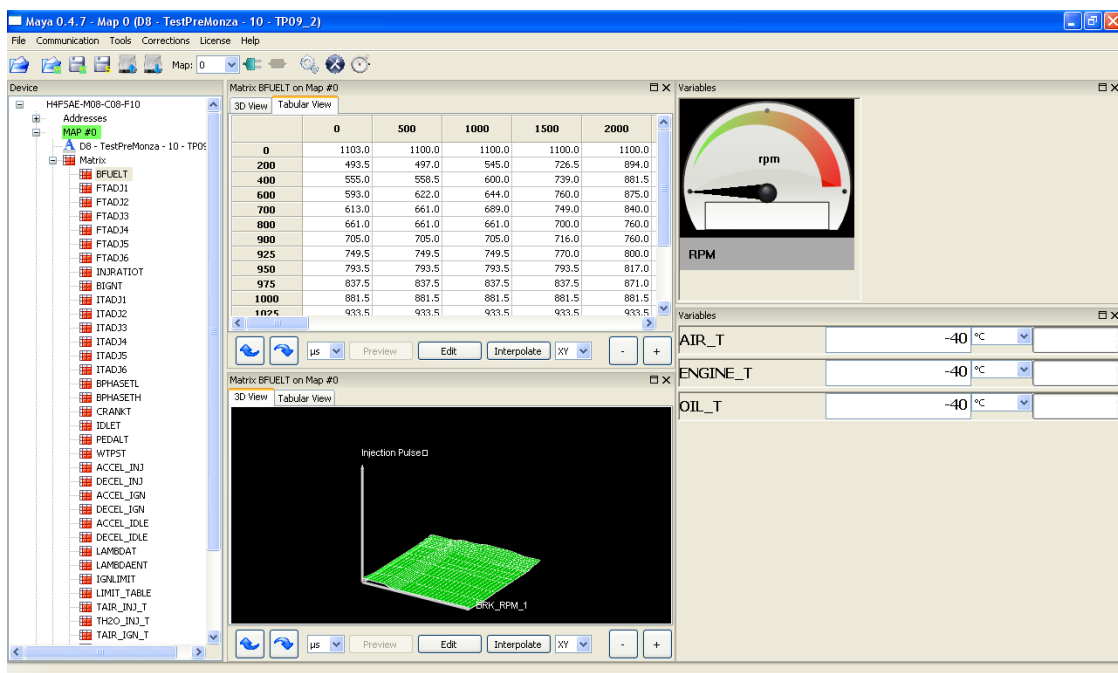 Maya 0.4.7 - Map 0 (D8 - TestPreMonza - 10 - TP09_2)
File Communication Tools Corrections License Help
Map: 0
Device
H4FSAE-M08-C08-F10
Addresses
MAP #0
D8 - TestPreMonza - 10 - TP09
Matrix
BFUELT
FTADJ1
FTADJ2
FTADJ3
FTADJ4
FTADJ5
FTADJ6
INJRATIOT
BIGNT
ITADJ1
ITADJ2
ITADJ3
ITADJ4
ITADJ5
ITADJ6
BPHASETL
BPHASETH
CRANKT
IDLET
PEDALT
WTPST
ACCEL_INJ
DECEL_INJ
ACCEL_IGN
DECEL_IGN
ACCEL_IDLE
DECEL_IDLE
LAMBDAT
LAMBDAENT
IGNLIMIT
LIMIT_TABLE
TAIR_INJ_T
TH2O_INJ_T
TAIR_IGN_T
Matrix BFUELT on Map #0
3D View Tabular View
0 500 1000 1500 2000
0 1103.0 1100.0 1100.0 1100.0 1100.0
200 493.5 497.0 545.0 726.5 894.0
400 555.0 558.5 600.0 739.0 881.5
600 593.0 622.0 644.0 760.0 875.0
700 613.0 661.0 689.0 749.0 840.0
800 661.0 661.0 661.0 700.0 760.0
900 705.0 705.0 705.0 716.0 760.0
925 749.5 749.5 749.5 770.0 800.0
950 793.5 793.5 793.5 793.5 817.0
975 837.5 837.5 837.5 837.5 871.0
1000 881.5 881.5 881.5 881.5 881.5
1025 933.5 933.5 933.5 933.5 933.5
µs Preview Edit Interpolate XY - +
Matrix BFUELT on Map #0
3D View Tabular View
Injection Pulse
BRK_RPM_1
µs Preview Edit Interpolate XY - +
Variables
rpm
RPM
Variables
AIR_T -40 °C
ENGINE_T -40 °C
OIL_T -40 °C